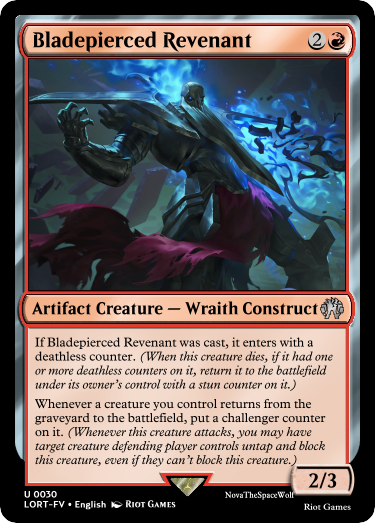 Bladepierced Revenant 2
Artifact Creature — Wraith Construct
If Bladepierced Revenant was cast, it enters with a
deathless counter. (When this creature dies, if it had one
or more deathless counters on it, return it to the battlefield
under its owner's control with a stun counter on it.)
Whenever a creature you control returns from the
graveyard to the battlefield, put a challenger counter
on it. (Whenever this creature attacks, you may have
target creature defending player controls untap and block
this creature, even if they can't block this creature.)
2/3
U 0030
LORT-FV • English Riot Games
NovaTheSpaceWolf
Riot Games